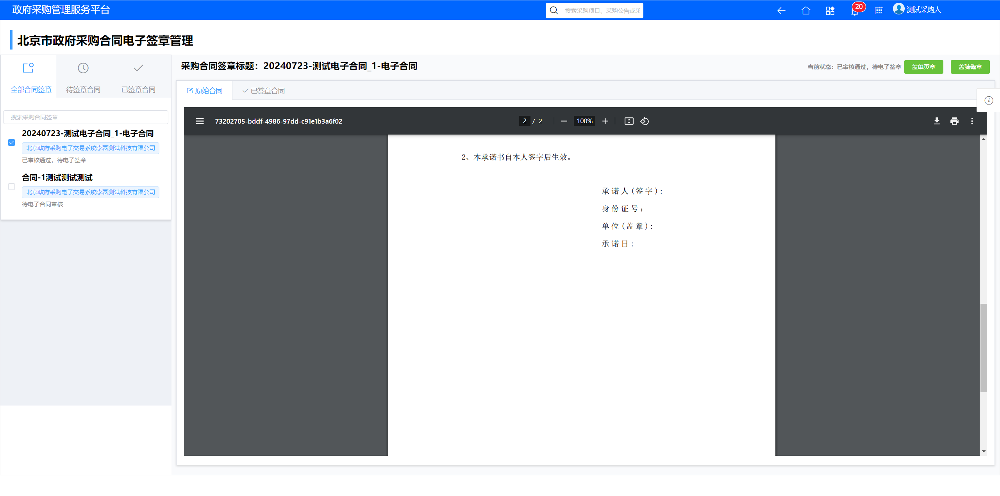 政府采购管理服务平台
搜索采购项目、采购公告或采
20
测试采购人
北京市政府采购合同电子签章管理
全部合同签章
待签章合同
已签章合同
搜索采购合同签章
20240723-测试电子合同_1-电子合同
北京政府采购电子交易系统李磊测试科技有限公司
已审核通过，待电子签章
合同-1测试测试测试
北京政府采购电子交易系统李磊测试科技有限公司
待电子合同审核
采购合同签章标题：20240723-测试电子合同_1-电子合同
当前状态：已审核通过，待电子签章
盖单页章
盖骑缝章
原始合同
已签章合同
73202705-bddf-4986-97dd-c91e1b3a6f02
2 / 2
100%
2、本承诺书自本人签字后生效。
承诺人(签字):
身份证号：
单位(盖章):
承诺日: